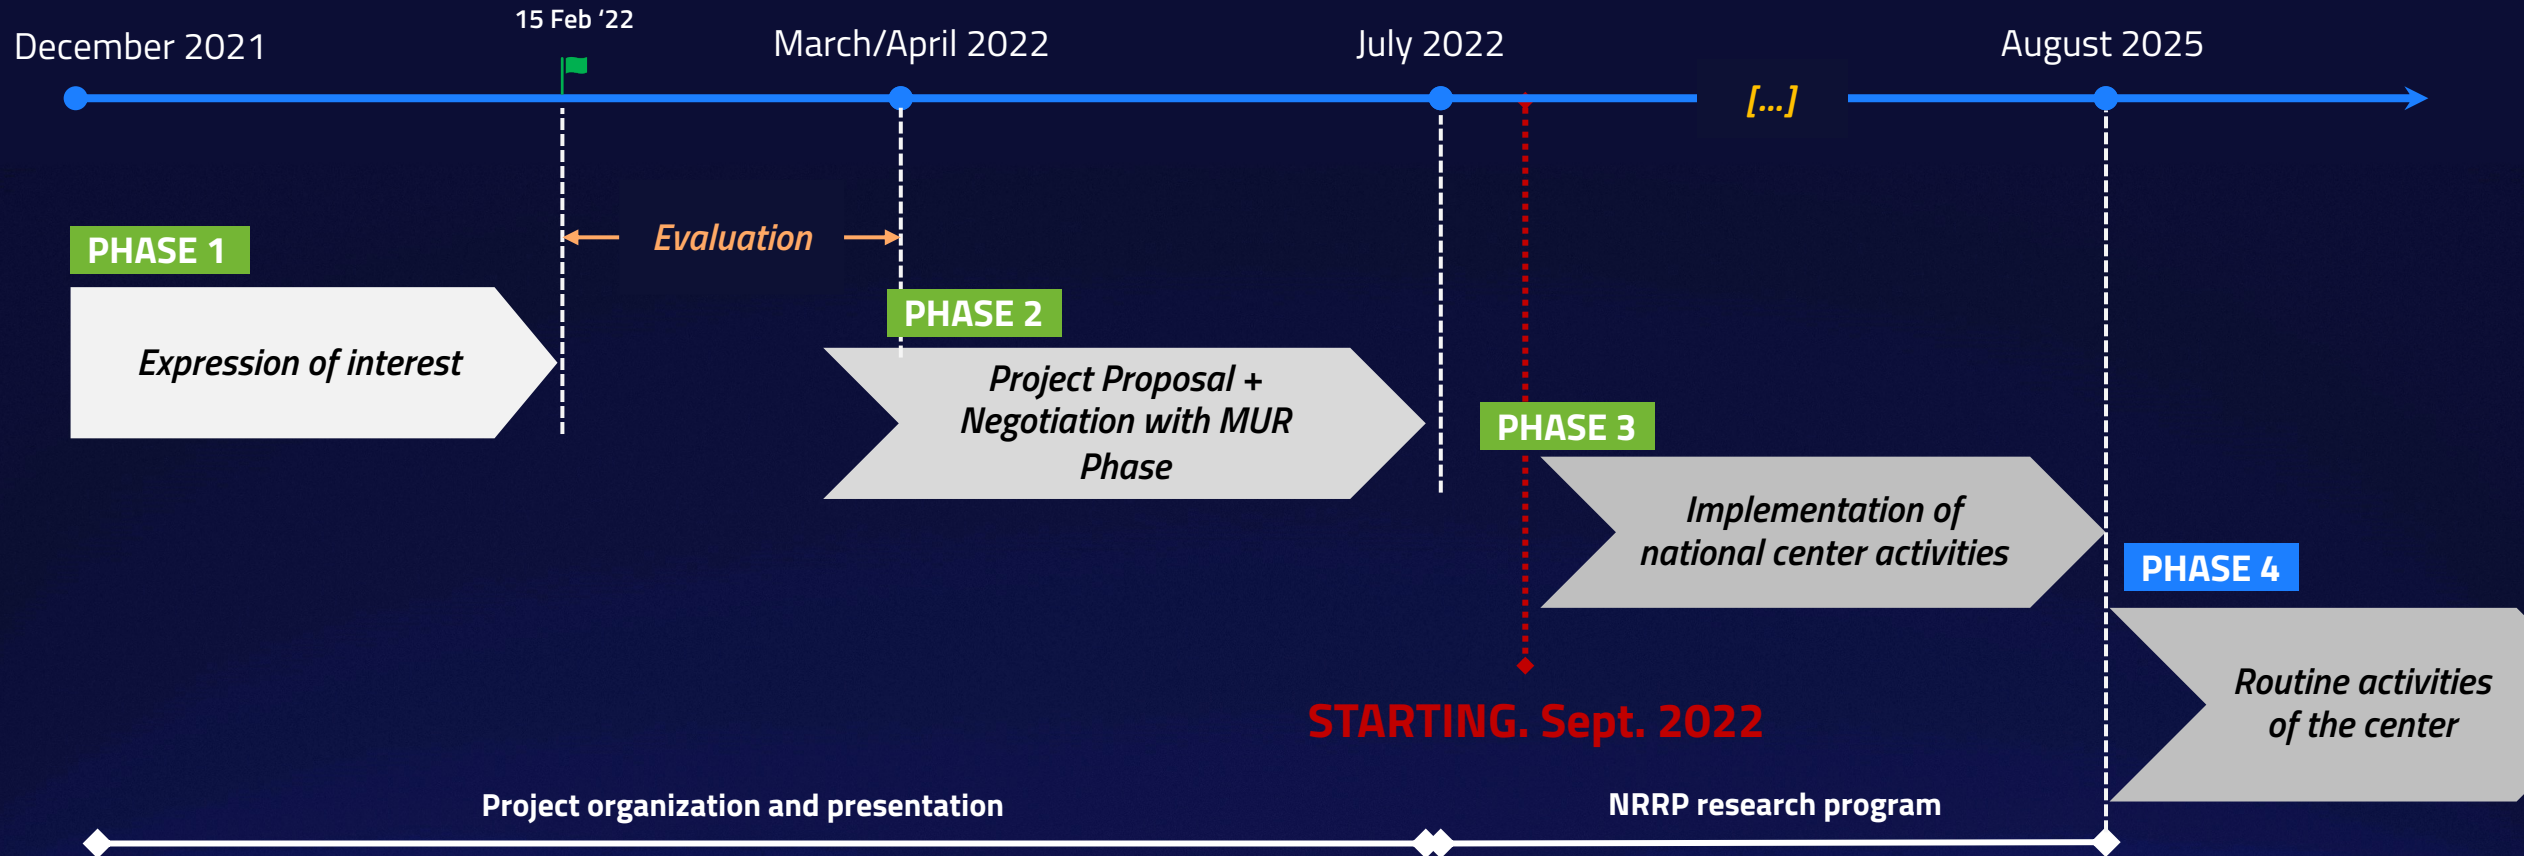 15 Feb ‘22
December 2021
March/April 2022
July 2022
August 2025
[...]
Evaluation
PHASE 1
Expression of interest
PHASE 2
Project Proposal +
Negotiation with MUR
Phase
PHASE 3
Implementation of
national center activities
PHASE 4
Routine activities
of the center
STARTING. Sept. 2022
Project organization and presentation
NRRP research program